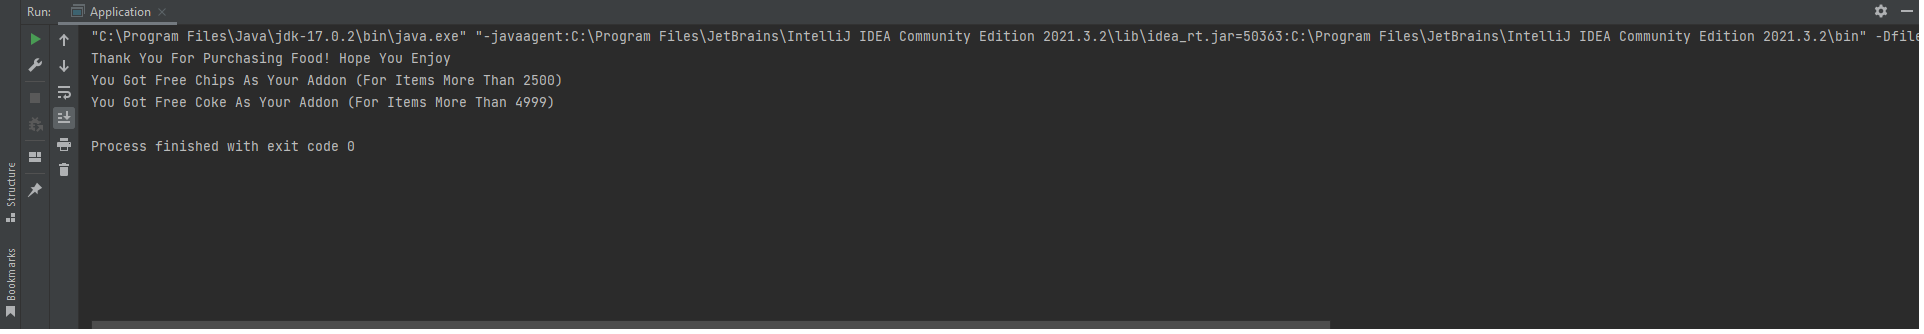 Run: Application
"C:\Program Files\Java\jdk-17.0.2\bin\java.exe" "-javaagent:C:\Program Files\JetBrains\IntelliJ IDEA Community Edition 2021.3.2\lib\idea_rt.jar=50363:C:\Program Files\JetBrains\IntelliJ IDEA Community Edition 2021.3.2\bin" -Dfile
Thank You For Purchasing Food! Hope You Enjoy
You Got Free Chips As Your Addon (For Items More Than 2500)
You Got Free Coke As Your Addon (For Items More Than 4999)
Process finished with exit code 0
Structure
Bookmarks